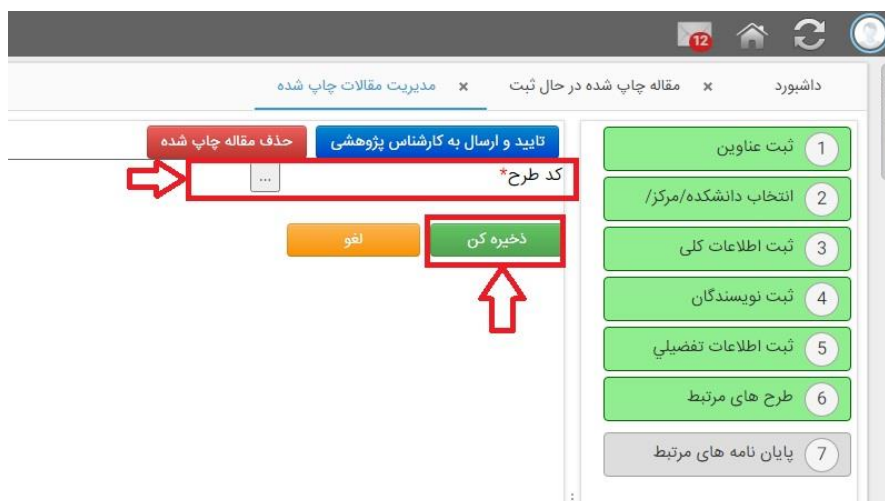 12
داشبورد × مقاله چاپ شده در حال ثبت × مدیریت مقالات چاپ شده
1 ثبت عناوین
2 انتخاب دانشکده/مرکز/
3 ثبت اطلاعات کلی
4 ثبت نویسندگان
5 ثبت اطلاعات تفضیلي
6 طرح های مرتبط
7 پایان نامه های مرتبط
تایید و ارسال به کارشناس پژوهشی حذف مقاله چاپ شده
کد طرح* ...
ذخیره کن لغو